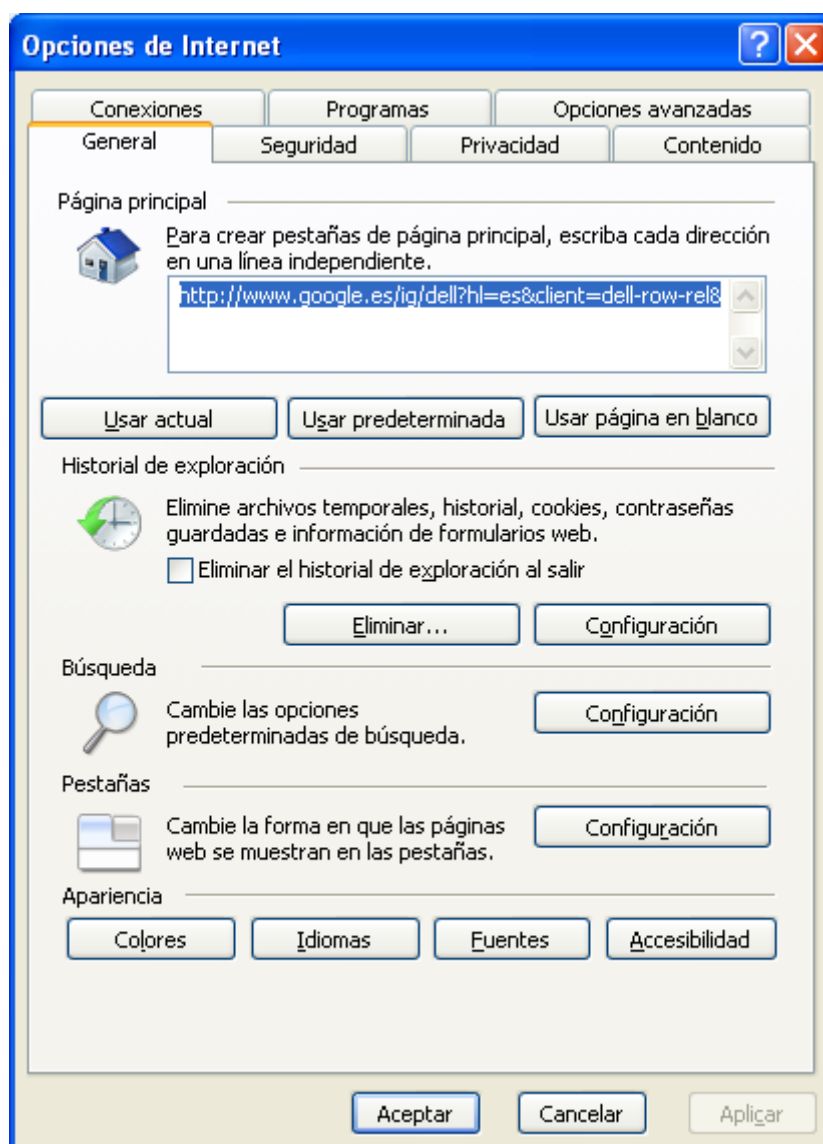 Opciones de Internet
Conexiones
Programas
Opciones avanzadas
General
Seguridad
Privacidad
Contenido
Página principal
Para crear pestañas de página principal, escriba cada dirección
en una línea independiente.
http://www.google.es/ig/dell?hl=es&client=dell-row-rel&
Usar actual
Usar predeterminada
Usar página en blanco
Historial de exploración
Elimine archivos temporales, historial, cookies, contraseñas
guardadas e información de formularios web.
Eliminar el historial de exploración al salir
Eliminar...
Configuración
Búsqueda
Cambie las opciones
predeterminadas de búsqueda.
Configuración
Pestañas
Cambie la forma en que las páginas
web se muestran en las pestañas.
Configuración
Apariencia
Colores
Idiomas
Fuentes
Accesibilidad
Aceptar
Cancelar
Aplicar